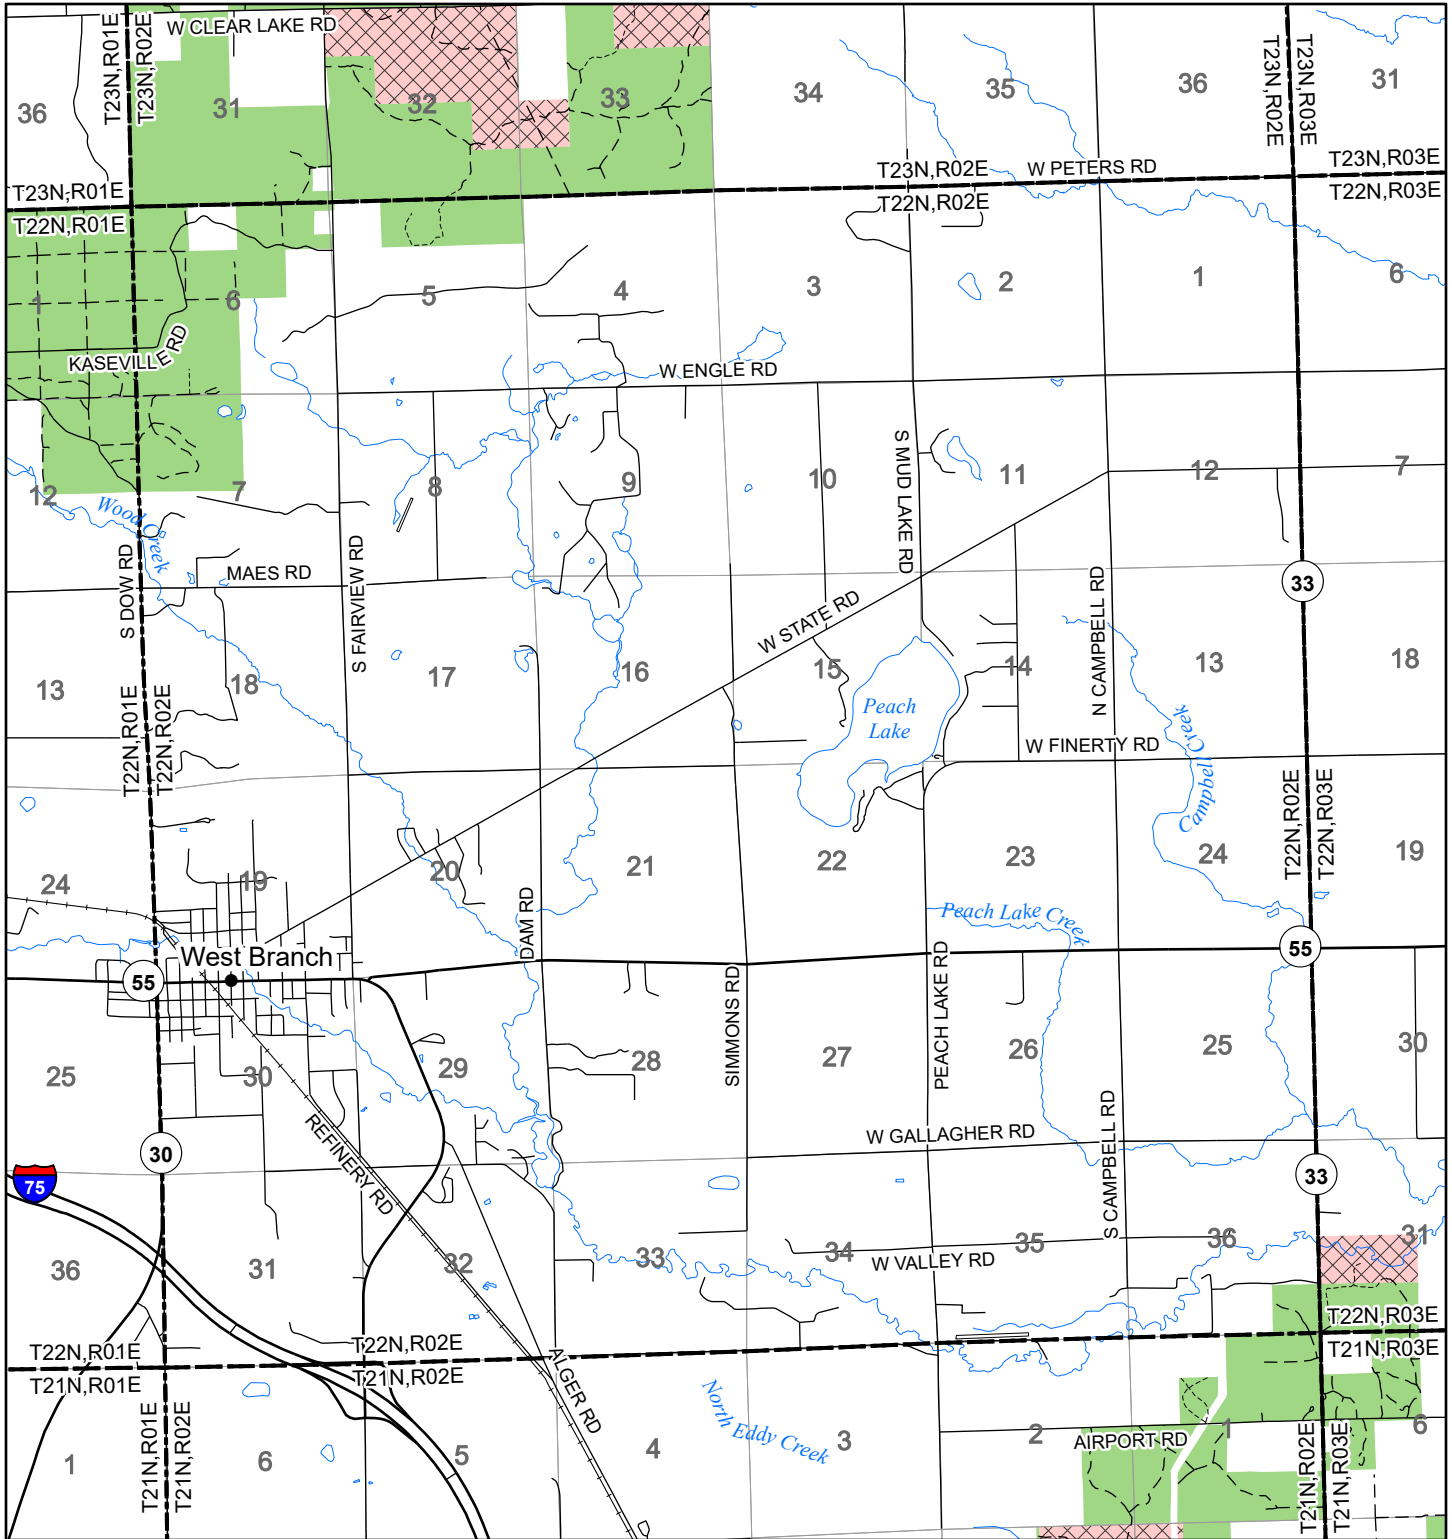 W CLEAR LAKE RD
T23N,R01E
T23N,R02E
T23N,R02E
T23N,R03E
36
31
32
33
34
35
36
31
T23N,R01E
T22N,R01E
T23N,R02E
T22N,R02E
W PETERS RD
T23N,R03E
T22N,R03E
1
6
5
4
3
2
1
6
KASEVILLE RD
W ENGLE RD
S MUD LAKE RD
12
7
8
9
10
11
12
7
Wood Creek
S DOW RD
MAES RD
S FAIRVIEW RD
W STATE RD
N CAMPBELL RD
33
13
18
17
16
15
14
13
18
Peach
Lake
T22N,R01E
T22N,R02E
W FINERTY RD
Campbell Creek
T22N,R02E
T22N,R03E
24
19
20
21
22
23
24
19
DAM RD
Peach Lake Creek
West Branch
55
55
SIMMONS RD
PEACH LAKE RD
25
30
29
28
27
26
25
30
REFINERY RD
W GALLAGHER RD
S CAMPBELL RD
30
75
33
36
31
32
33
34
35
36
31
W VALLEY RD
T22N,R01E
T21N,R01E
T22N,R02E
T21N,R02E
T22N,R03E
T21N,R03E
ALGER RD
North Eddy Creek
AIRPORT RD
T21N,R01E
T21N,R02E
1
6
5
4
3
2
1
6
T21N,R02E
T21N,R03E